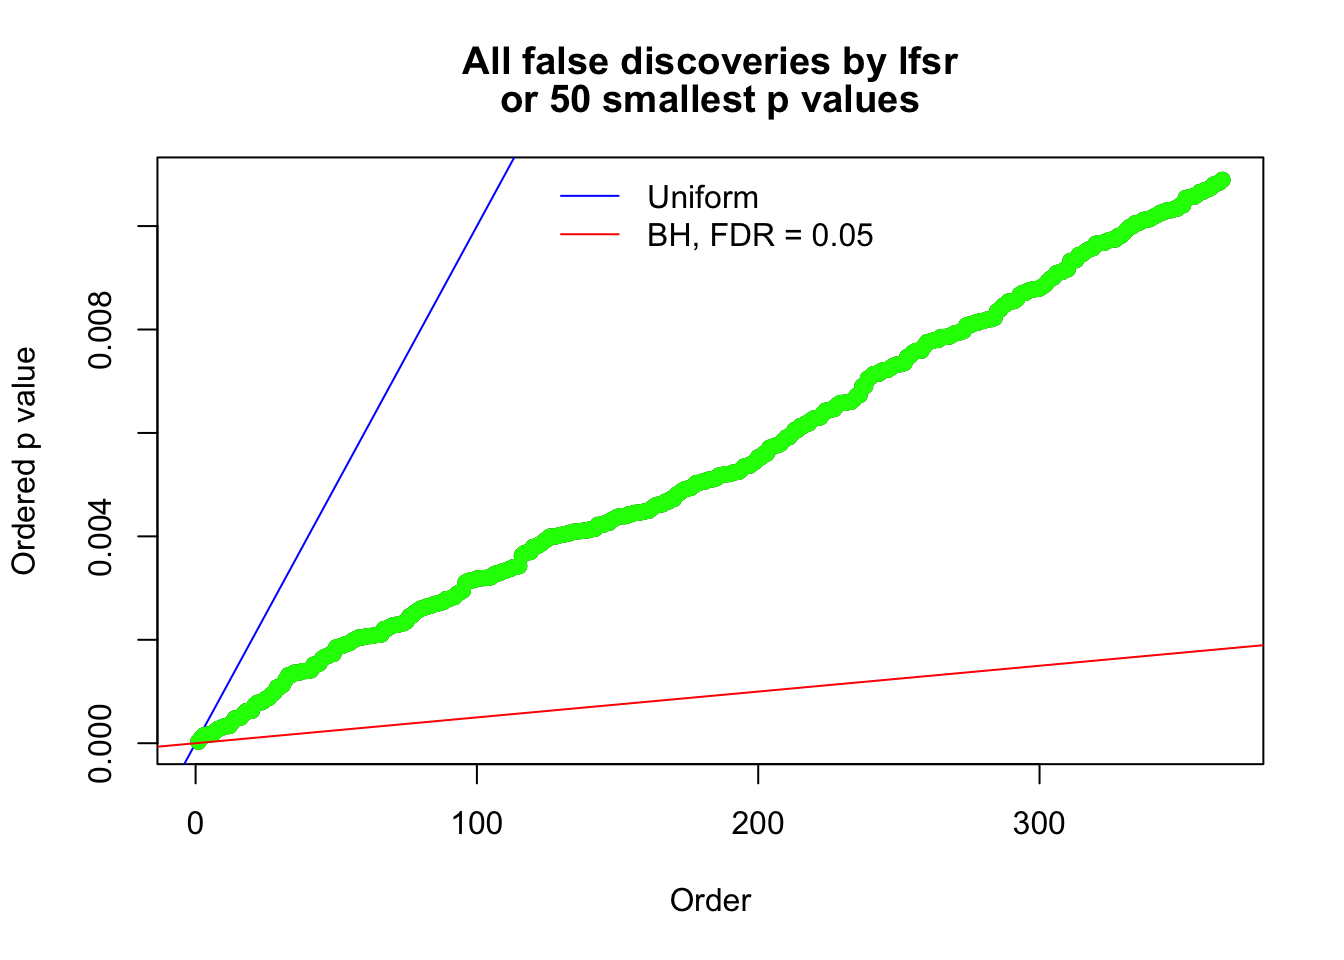 All false discoveries by lfsr
or 50 smallest p values
Uniform
BH, FDR = 0.05
Ordered p value
0.000
0.004
0.008
0
100
200
300
Order